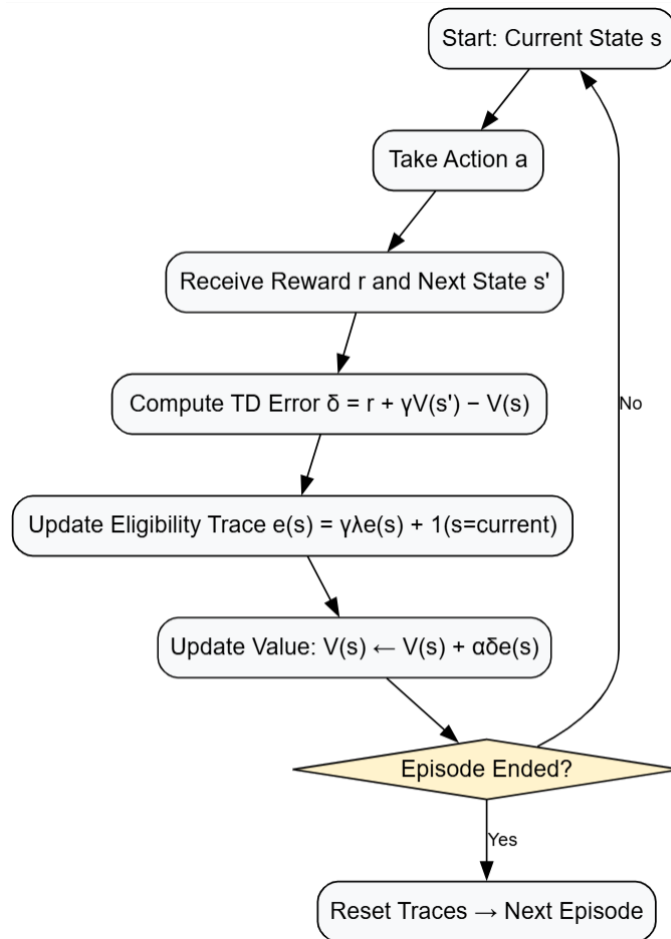 Start: Current State s
Take Action a
Receive Reward r and Next State s'
Compute TD Error δ = r + γV(s') − V(s)
No
Update Eligibility Trace e(s) = γλe(s) + 1(s=current)
Update Value: V(s) ← V(s) + αδe(s)
Episode Ended?
Yes
Reset Traces → Next Episode